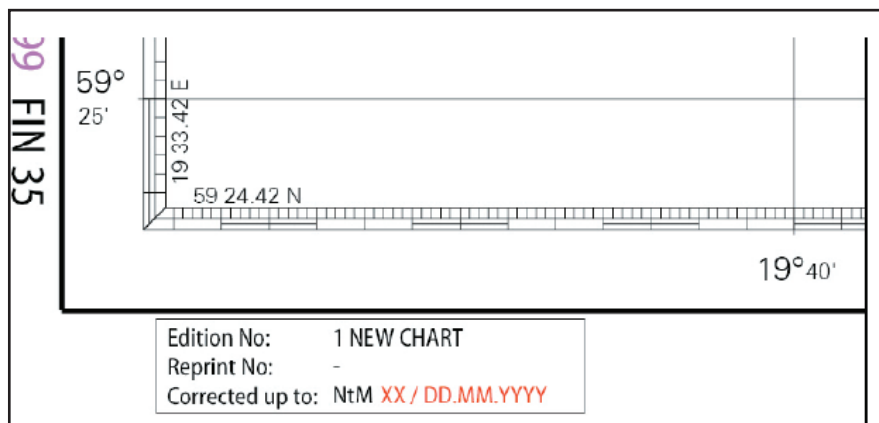 FIN 35
59°
25'
19 33.42 E
59 24.42 N
19°40'
Edition No: 1 NEW CHART
Reprint No: -
Corrected up to: NtM XX / DD.MM.YYYY